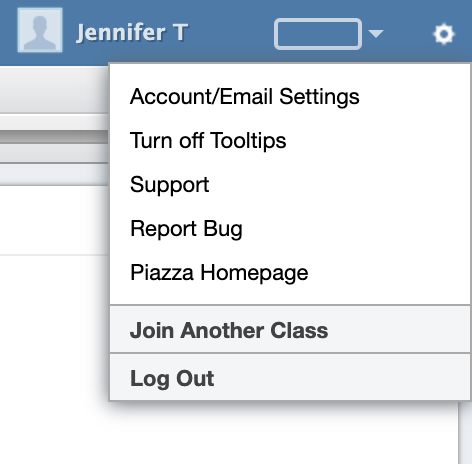 Jennifer T
Account/Email Settings
Turn off Tooltips
Support
Report Bug
Piazza Homepage
Join Another Class
Log Out